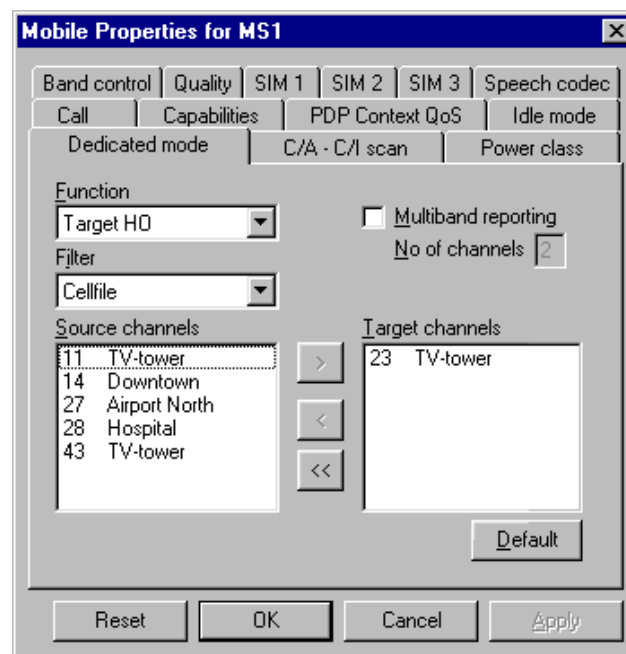 Mobile Properties for MS1
Band control Quality SIM 1 SIM 2 SIM 3 Speech codec
Call Capabilities PDP Context QoS Idle mode
Dedicated mode C/A - C/I scan Power class
Function
Target HO
Multiband reporting
No of channels 2
Filter
Cellfile
Source channels
11 TV-tower
14 Downtown
27 Airport North
28 Hospital
43 TV-tower
>
<
<<
Target channels
23 TV-tower
Default
Reset OK Cancel Apply